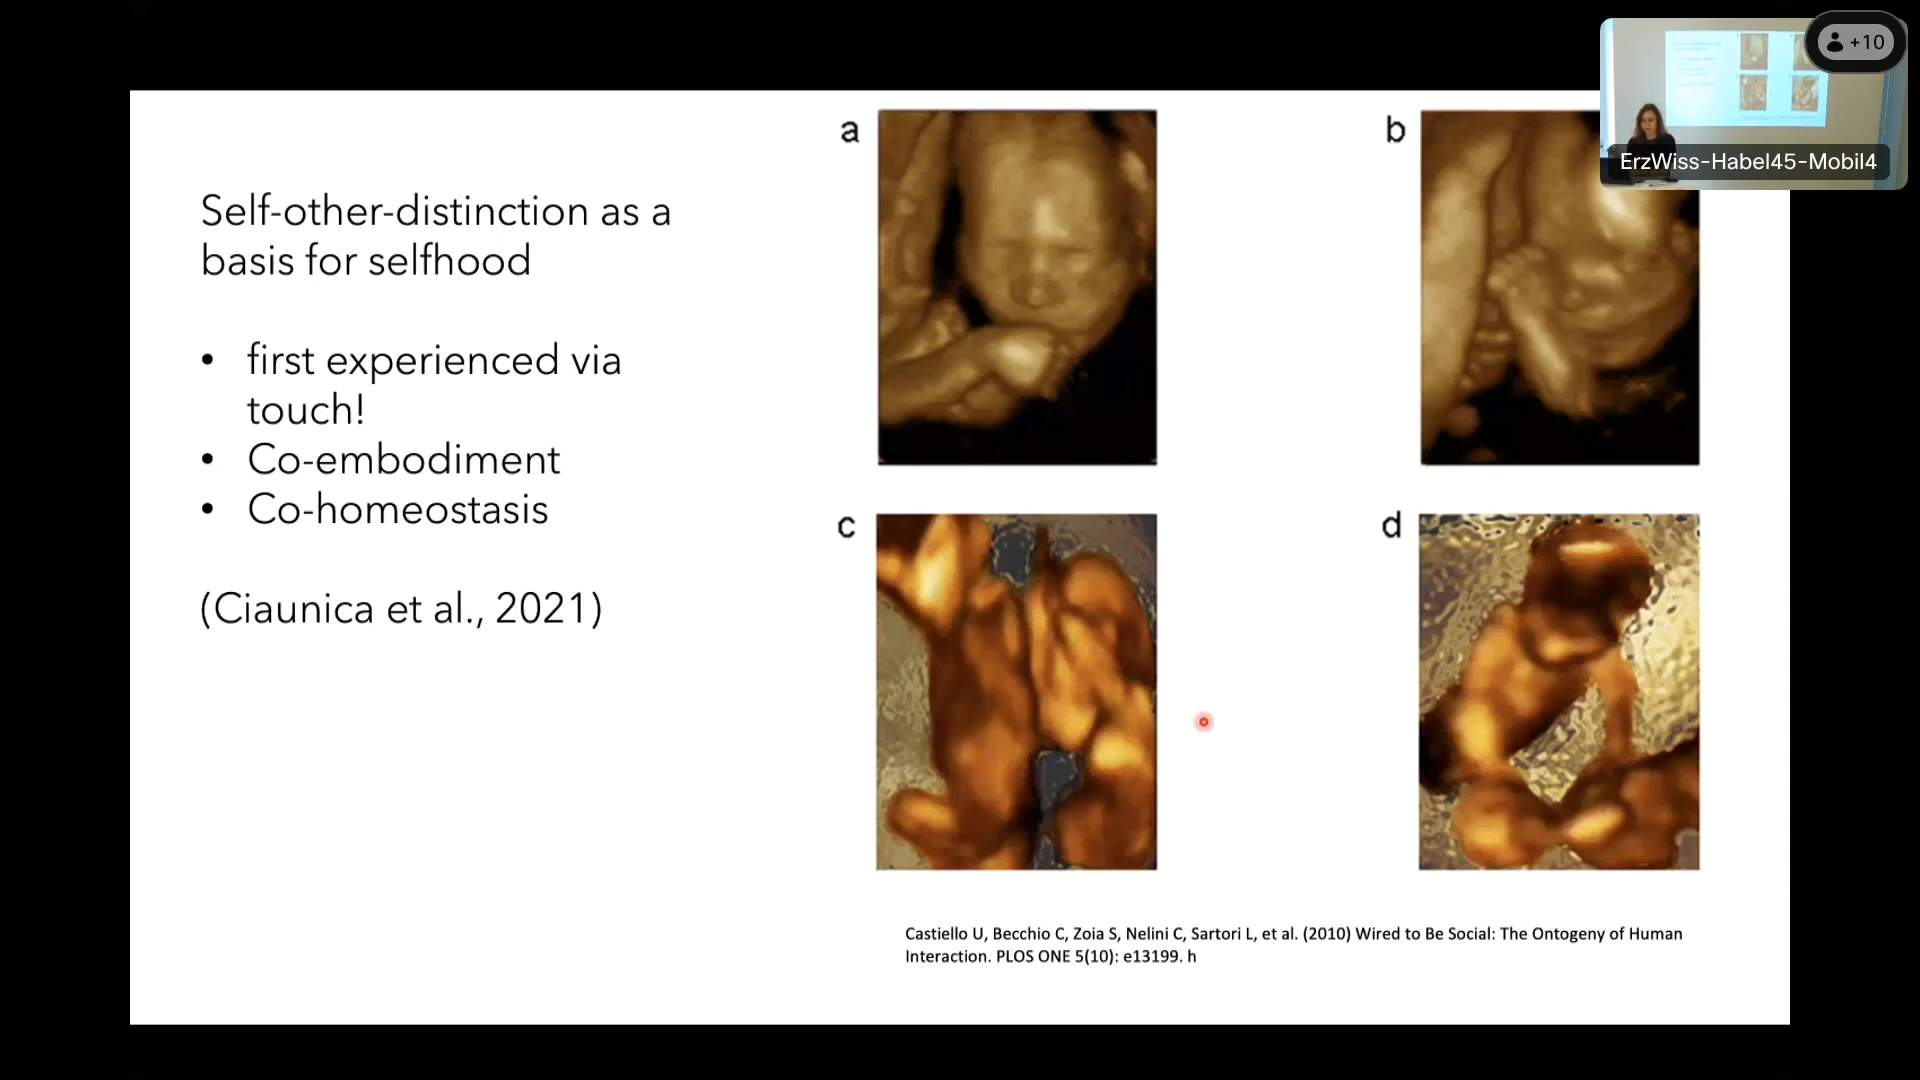 +10
ErzWiss-Habel45-Mobil4
Self-other-distinction as a
basis for selfhood
• first experienced via
touch!
• Co-embodiment
• Co-homeostasis
(Ciaunica et al., 2021)
a
b
c
d
Castiello U, Becchio C, Zoia S, Nelini C, Sartori L, et al. (2010) Wired to Be Social: The Ontogeny of Human
Interaction. PLOS ONE 5(10): e13199. h